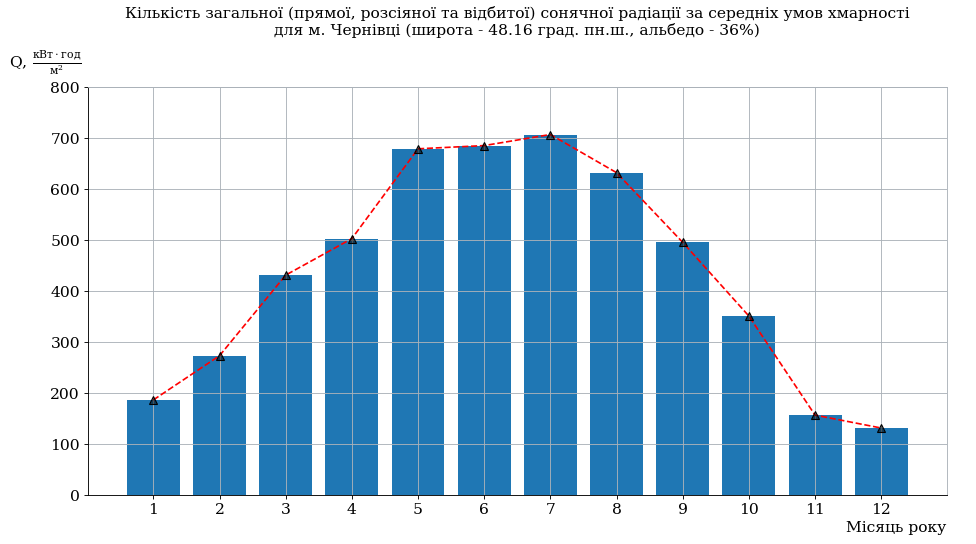 Кількість загальної (прямої, розсіяної та відбитої) сонячної радіації за середніх умов хмарності
для м. Чернівці (широта - 48.16 град. пн.ш., альбедо - 36%)
Q, кВт · год / м²
800
700
600
500
400
300
200
100
0
1 2 3 4 5 6 7 8 9 10 11 12
Місяць року